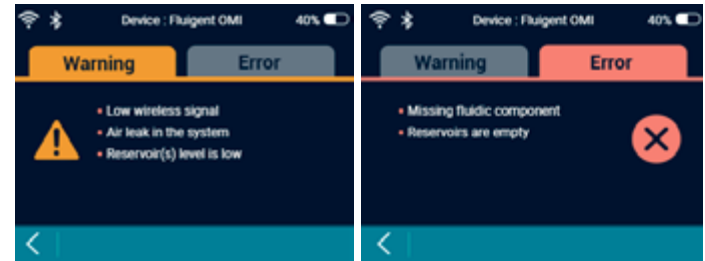 Device : Fluigent OMI 40%
Warning Error
• Low wireless signal
• Air leak in the system
• Reservoir(s) level is low
Device : Fluigent OMI 40%
Warning Error
• Missing fluidic component
• Reservoirs are empty